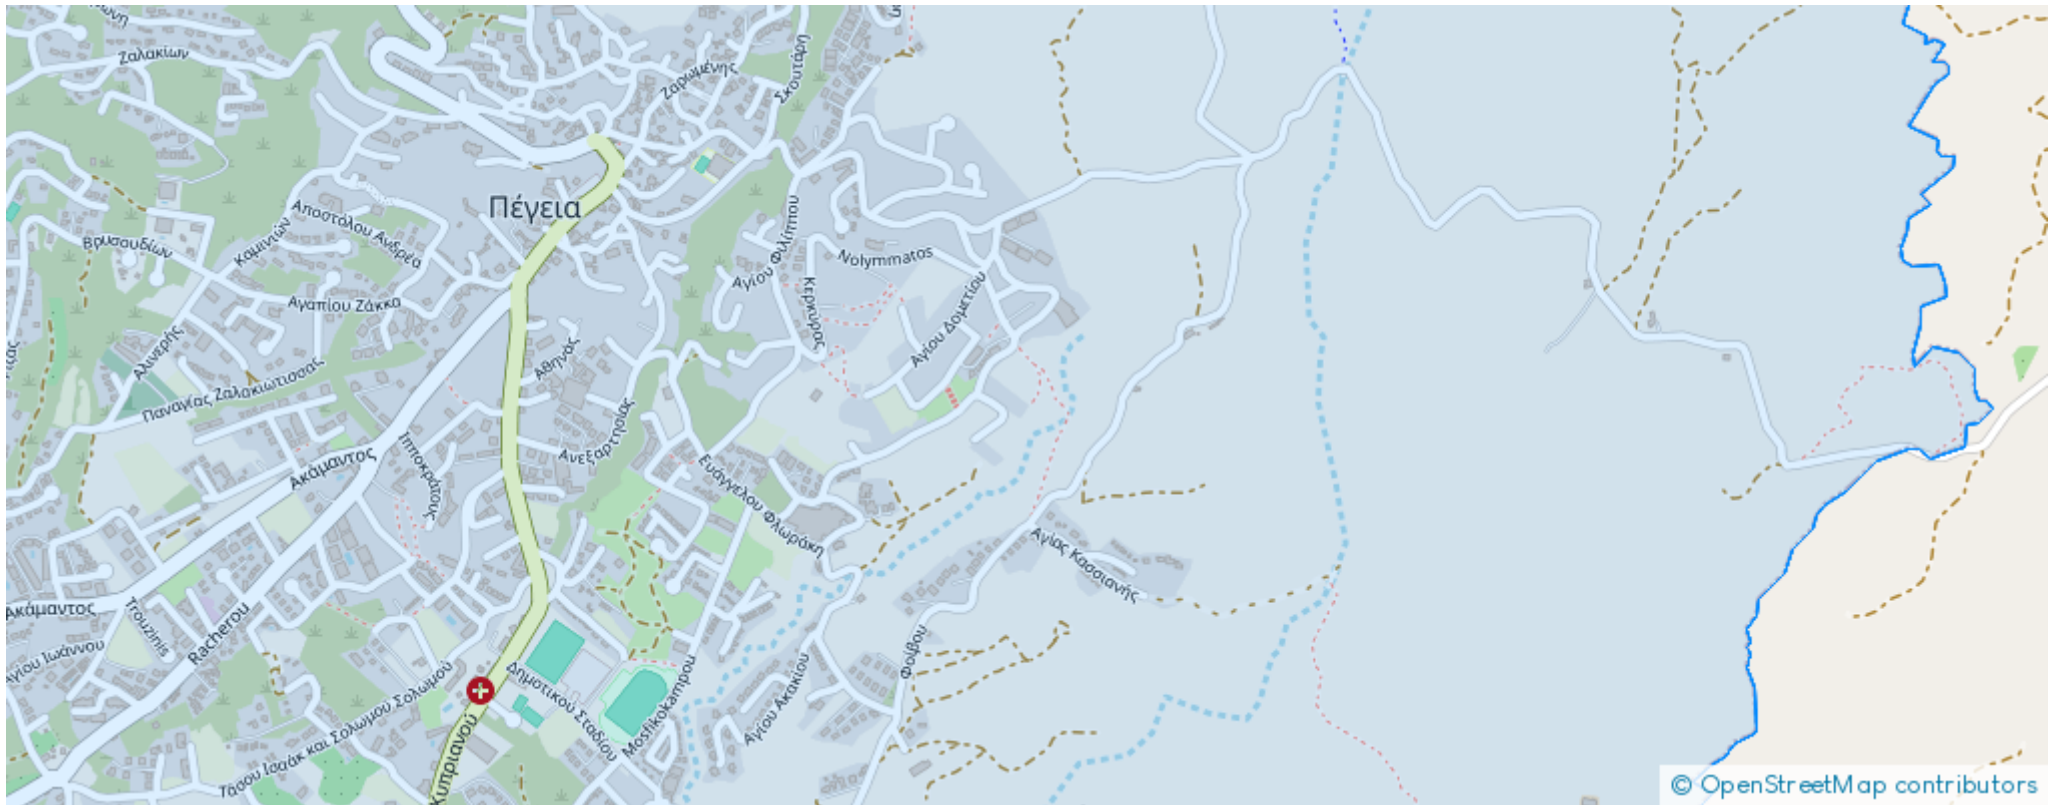 Ζαλακίων
Ζαρωμένης
Σκουτάρη
Πέγεια
Αποστόλου Ανδρέα
Καμινιών
Βρυσουδίων
Αγίου Φιλίππου
Nolymmatos
Κερκύρας
Αγίου Δομετίου
Αγαπίου Ζάκκα
Αλινερής
Αθηνάς
Παναγίας Ζαλακιωτισσας
Ανεξαρτησίας
Ακάμαντος
Ιπποκράτους
Ευάγγελου Φλωράκη
Αγίας Κασσιανής
Ακάμαντος
Trouzinis
Racherou
Αγίου Ιωάννου
Φοίβου
Τάσου Ισαάκ και Σολωμού Σολωμού
Δημοτικού Σταδίου
Mosfikokampou
Αγίου Ακακίου
Κυπριανού
© OpenStreetMap contributors